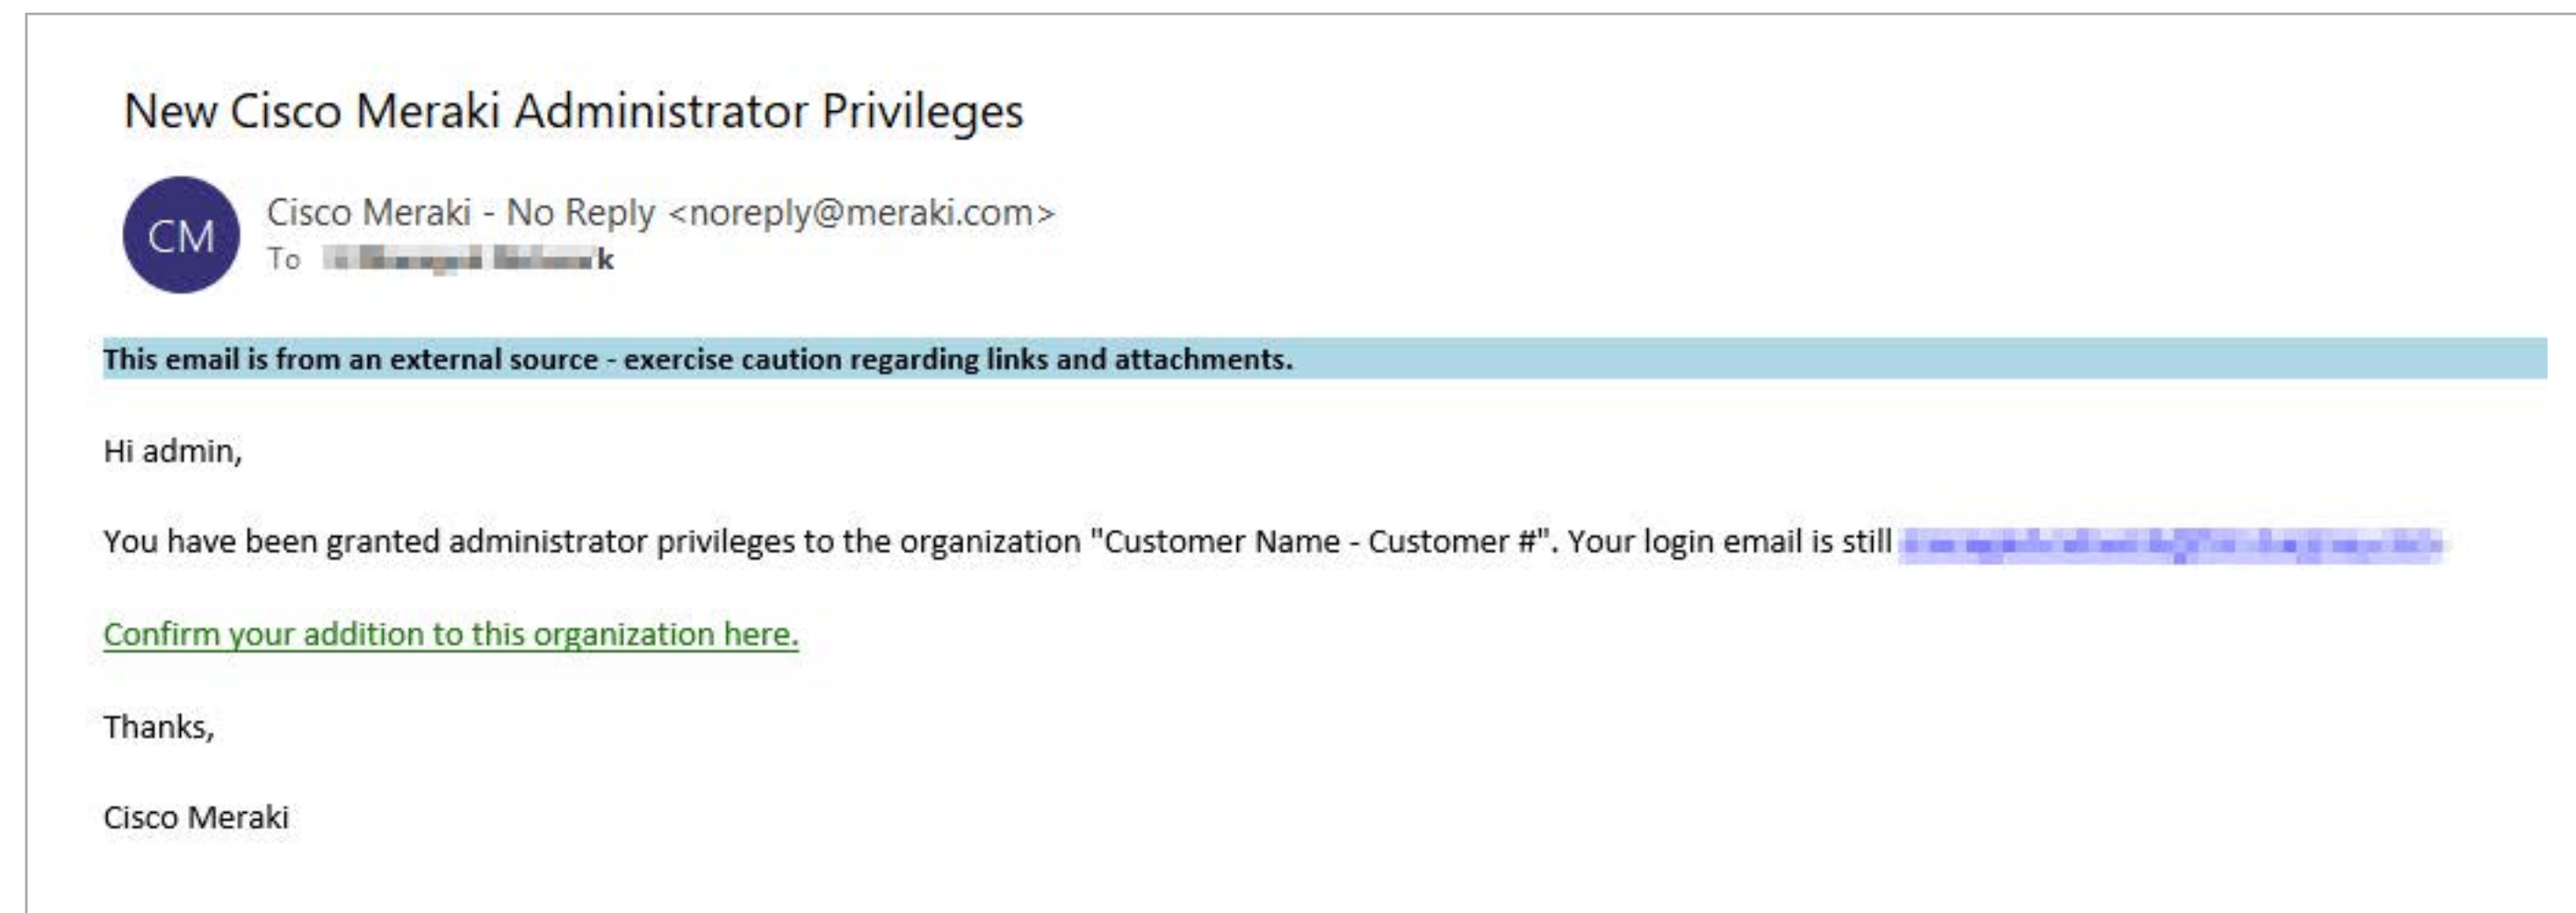 New Cisco Meraki Administrator Privileges
CM
Cisco Meraki - No Reply <noreply@meraki.com>
To
This email is from an external source - exercise caution regarding links and attachments.
Hi admin,
You have been granted administrator privileges to the organization "Customer Name - Customer #". Your login email is still
Confirm your addition to this organization here.
Thanks,
Cisco Meraki